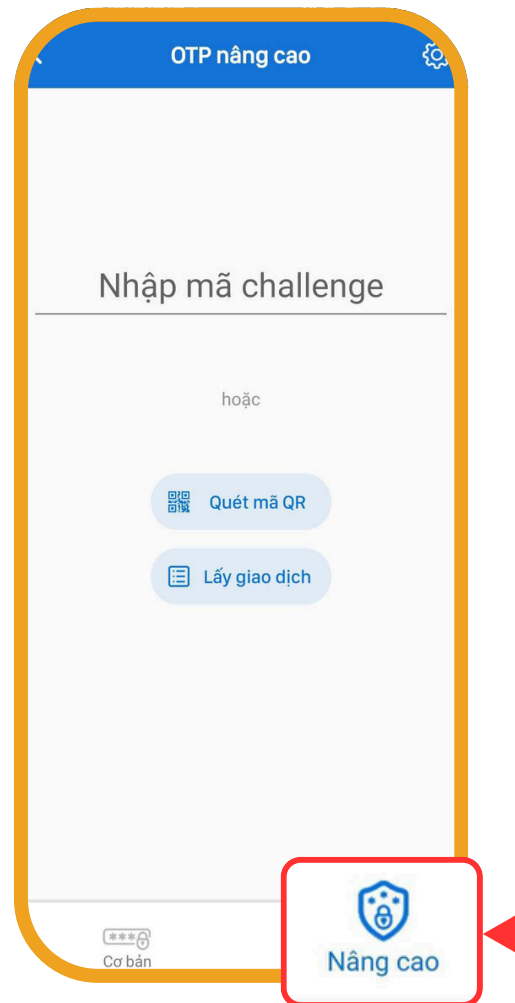 OTP nâng cao
Nhập mã challenge
hoặc
Quét mã QR
Lấy giao dịch
Cơ bản
Nâng cao